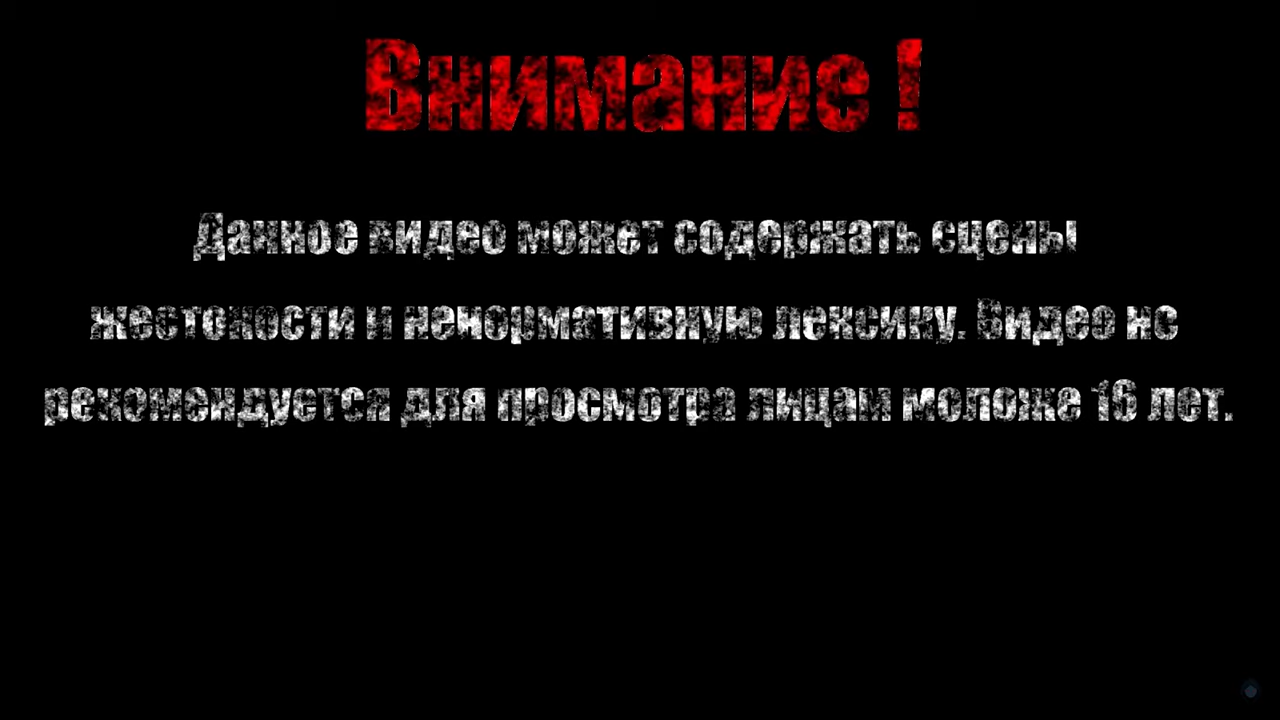 Внимание !
Данное видео может содержать сцены
жестокости и ненормативную лексику. Видео не
рекомендуется для просмотра лицам моложе 16 лет.